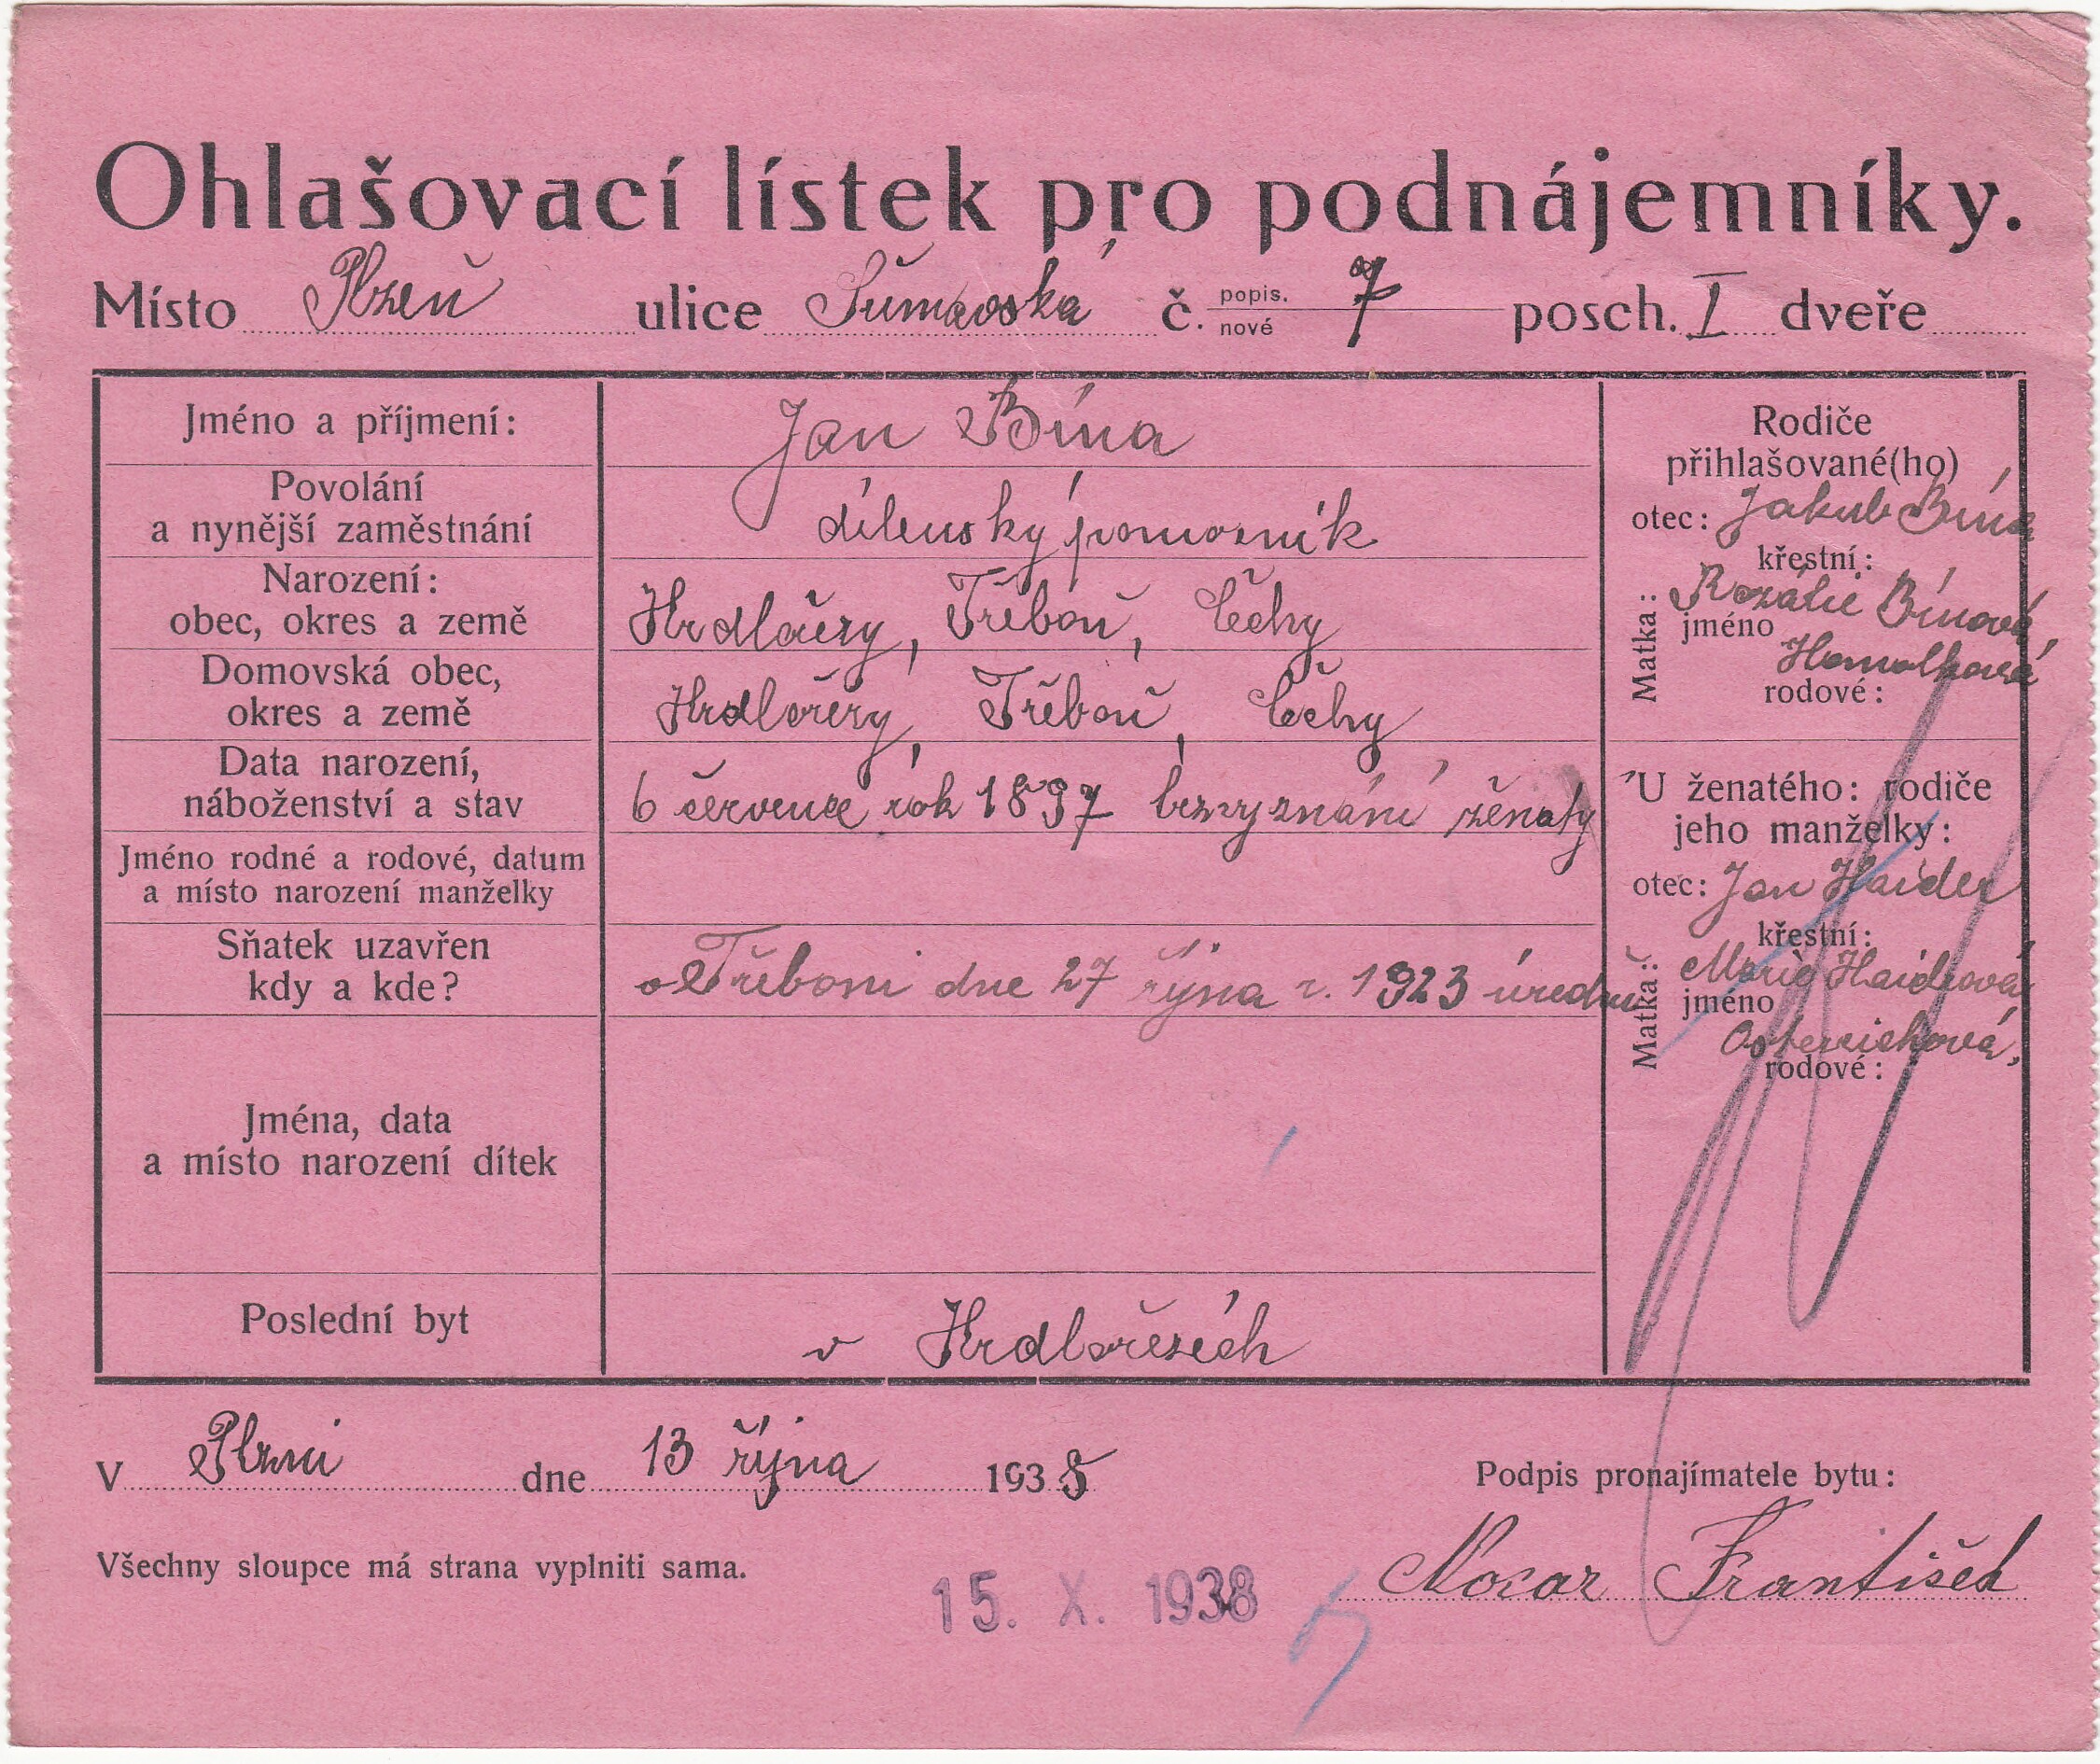 Ohlašovací lístek pro podnájemníky.
Místo Plzeň ulice Šumavská č. popis. nové 7 posch. I dveře
Jméno a příjmení: Jan Bína
Povolání
a nynější zaměstnání dílenský pomocník
Narození:
obec, okres a země Hrdlořezy, Třeboň, Čechy
Domovská obec,
okres a země Hrdlořezy, Třeboň, Čechy
Data narození,
náboženství a stav 6 července rok 1897 bezvyznání ženatý
Jméno rodné a rodové, datum
a místo narození manželky
Sňatek uzavřen
kdy a kde? v Třeboni dne 27 října r. 1923 úředně
Jména, data
a místo narození dítek
Poslední byt v Hrdlořezích
Rodiče
přihlašované(ho)
otec: Jakub Bína
křestní:
Rozálie Bínová
Matka: jméno
Homolková
rodové:
U ženatého: rodiče
jeho manželky:
otec: Jan Haider
křestní:
Marie Haidrová
Matka: jméno
rodové:
V Plzni dne 13 října 1938
Podpis pronajímatele bytu:
Všechny sloupce má strana vyplniti sama.
František
15. X. 1938